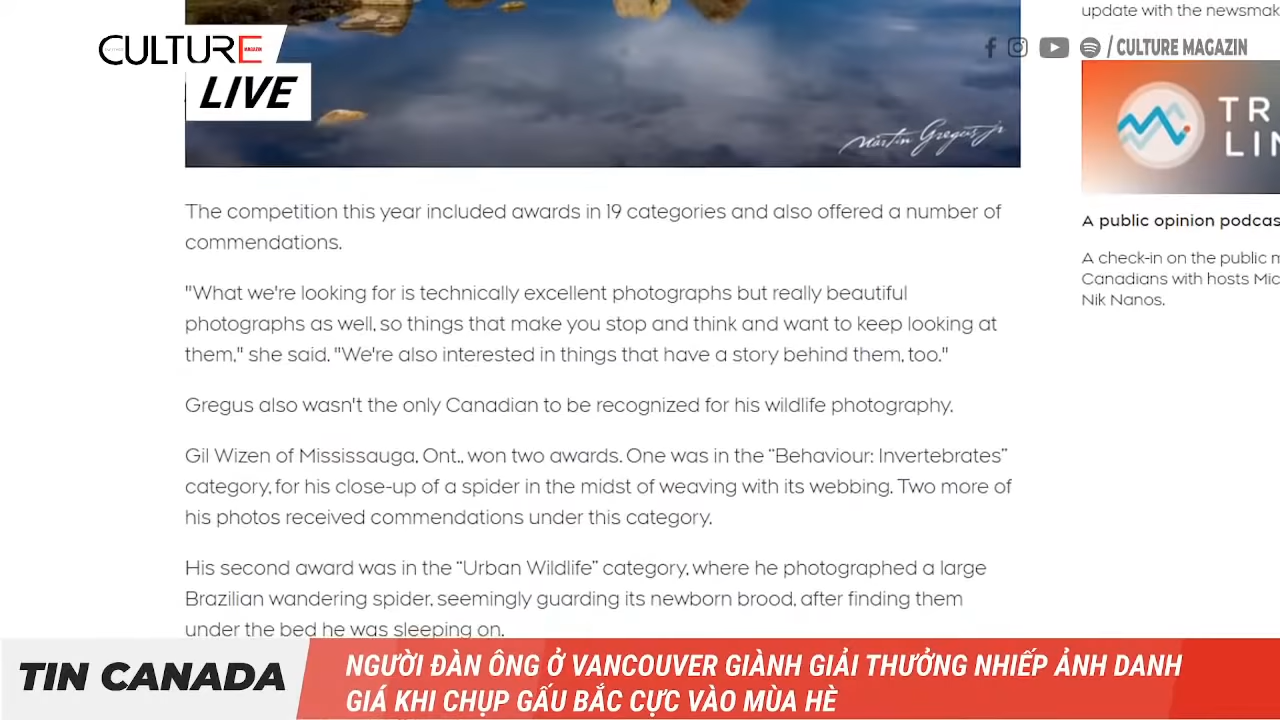 update with the newsmak
CULTURE
MAGAZIN
LIVE
/ CULTURE MAGAZIN
Martin Gregus jr
TR
LIN
The competition this year included awards in 19 categories and also offered a number of
commendations.
"What we're looking for is technically excellent photographs but really beautiful
photographs as well, so things that make you stop and think and want to keep looking at
them," she said. "We're also interested in things that have a story behind them, too."
Gregus also wasn't the only Canadian to be recognized for his wildlife photography.
Gil Wizen of Mississauga, Ont., won two awards. One was in the “Behaviour: Invertebrates”
category, for his close-up of a spider in the midst of weaving with its webbing. Two more of
his photos received commendations under this category.
His second award was in the “Urban Wildlife” category, where he photographed a large
Brazilian wandering spider, seemingly guarding its newborn brood, after finding them
under the bed he was sleeping on.
A public opinion podcas
A check-in on the public m
Canadians with hosts Mic
Nik Nanos.
TIN CANADA
NGƯỜI ĐÀN ÔNG Ở VANCOUVER GIÀNH GIẢI THƯỞNG NHIẾP ẢNH DANH
GIÁ KHI CHỤP GẤU BẮC CỰC VÀO MÙA HÈ